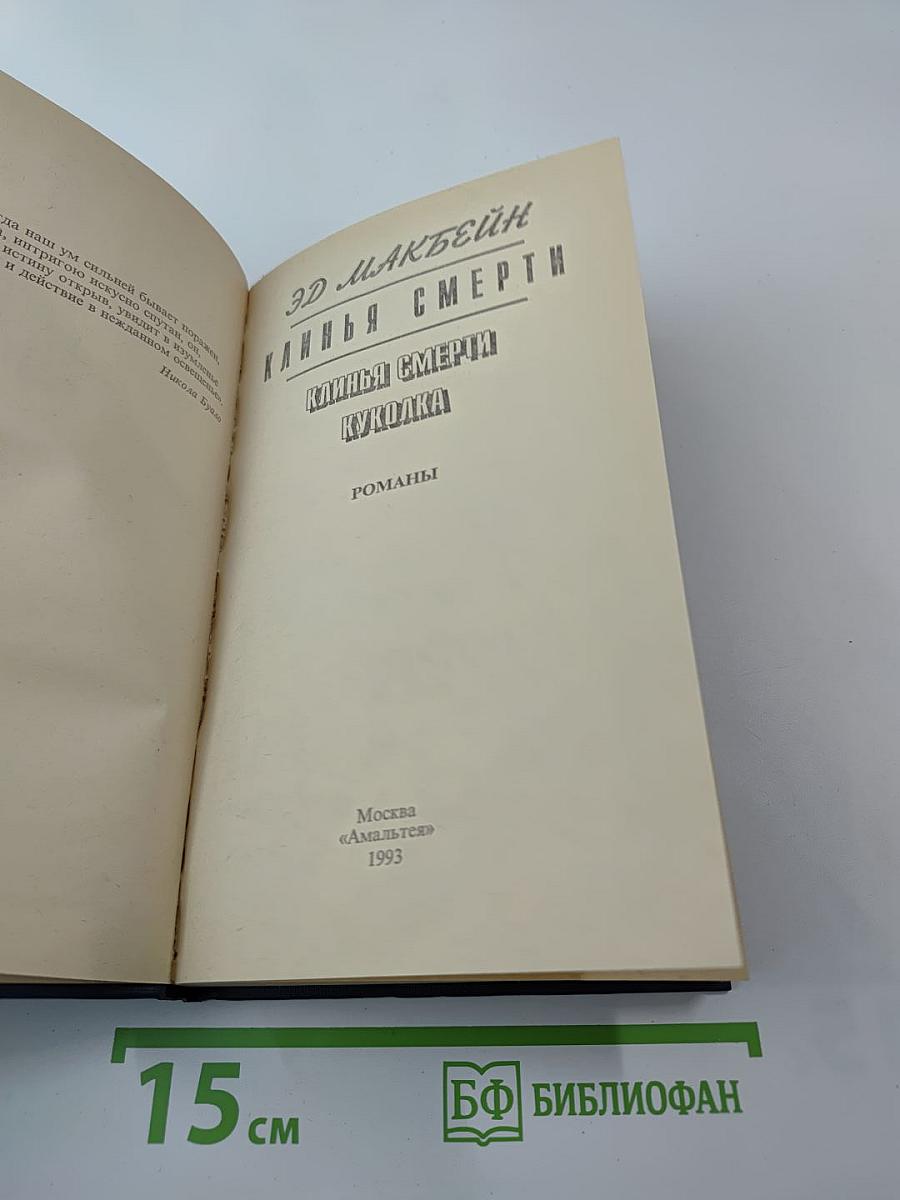 гда наш ум сильней бывает поражен,
интригою искусно спутан, он,
истину открыв, увидит в изумленье
и действие в нежданном освещенье.
Никола Буало
ЭД МАКБЕЙН
КЛИНЬЯ СМЕРТИ
КЛИНЬЯ СМЕРТИ
КУКОЛКА
РОМАНЫ
Москва
«Амальтея»
1993
15 см
БФ БИБЛИОФАН